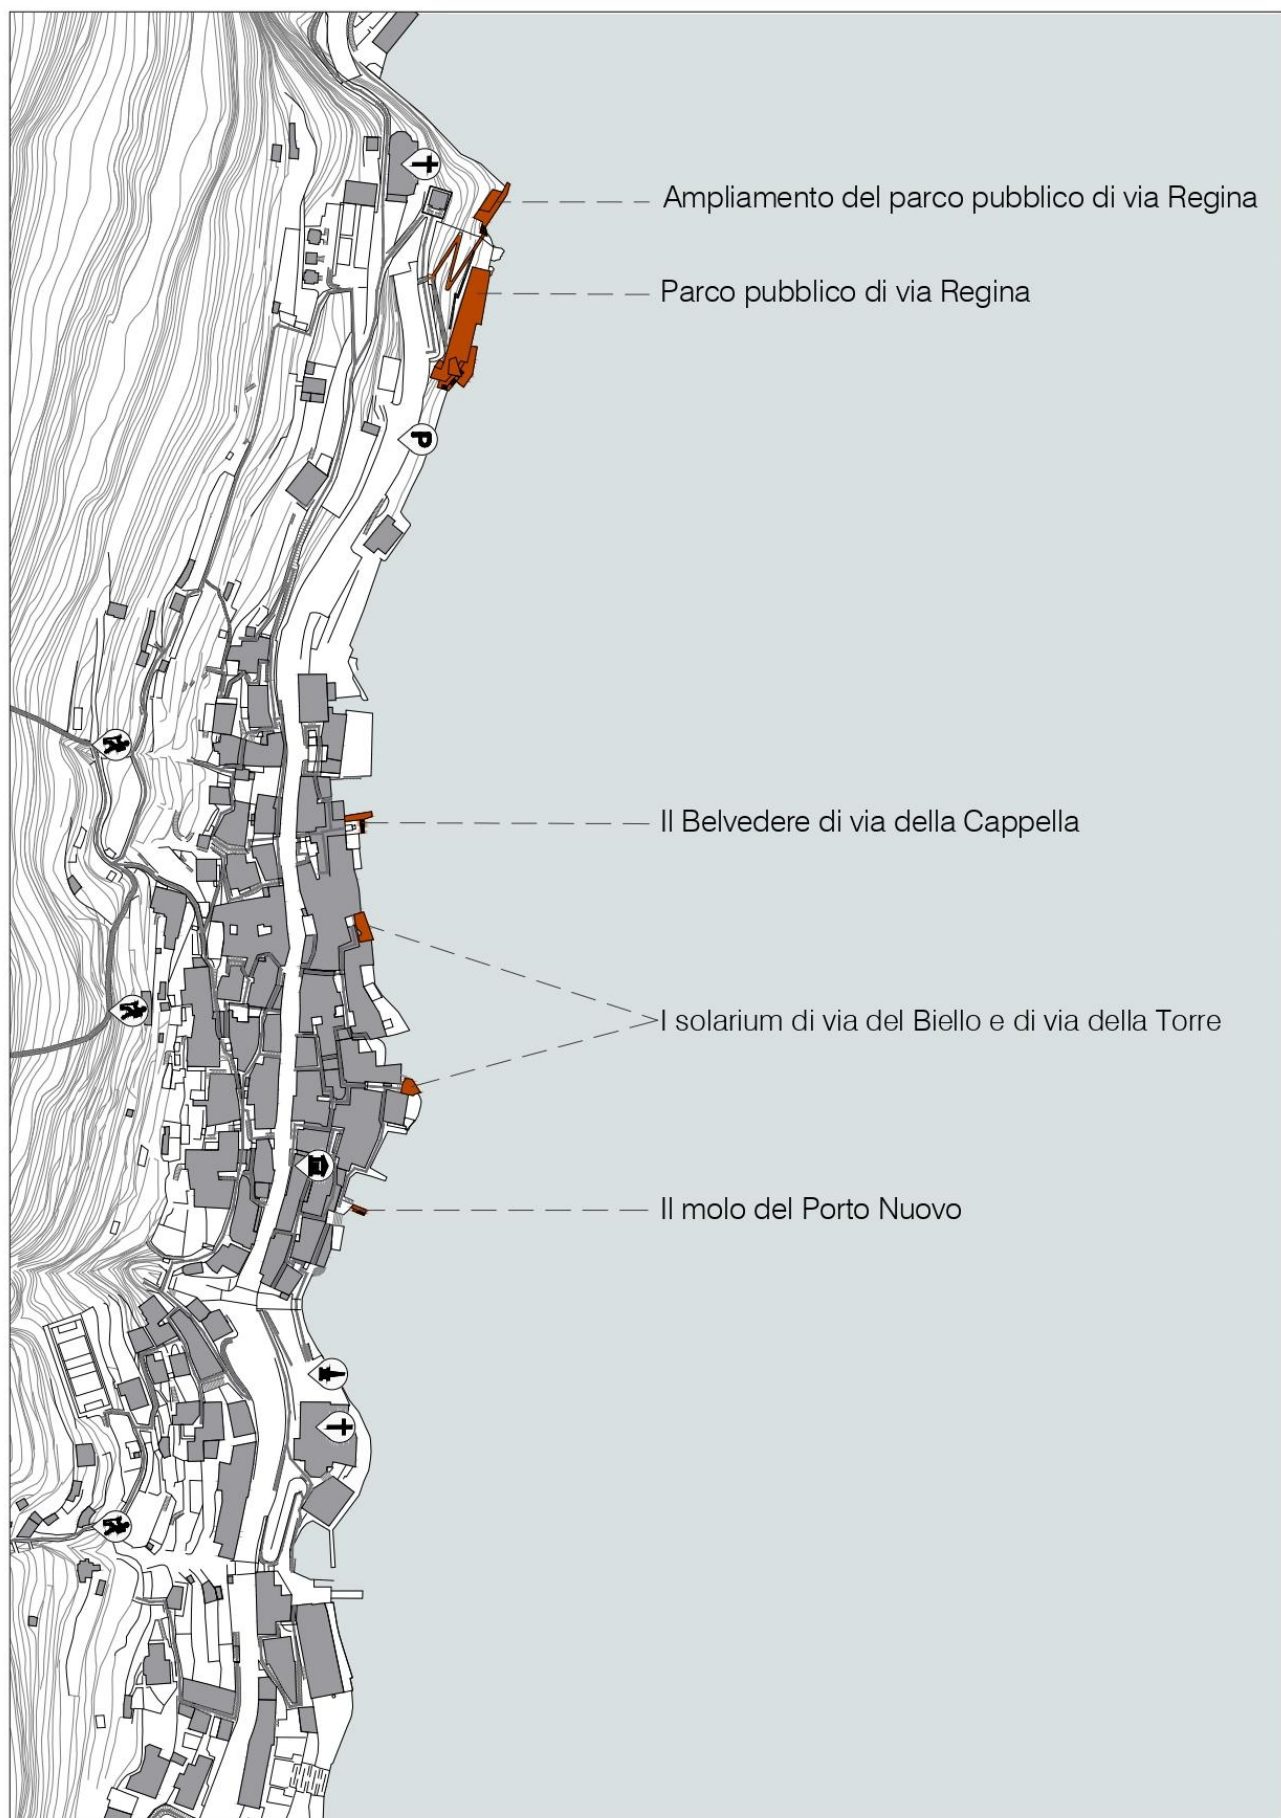 Ampliamento del parco pubblico di via Regina
Parco pubblico di via Regina
P
Il Belvedere di via della Cappella
I solarium di via del Biello e di via della Torre
Il molo del Porto Nuovo